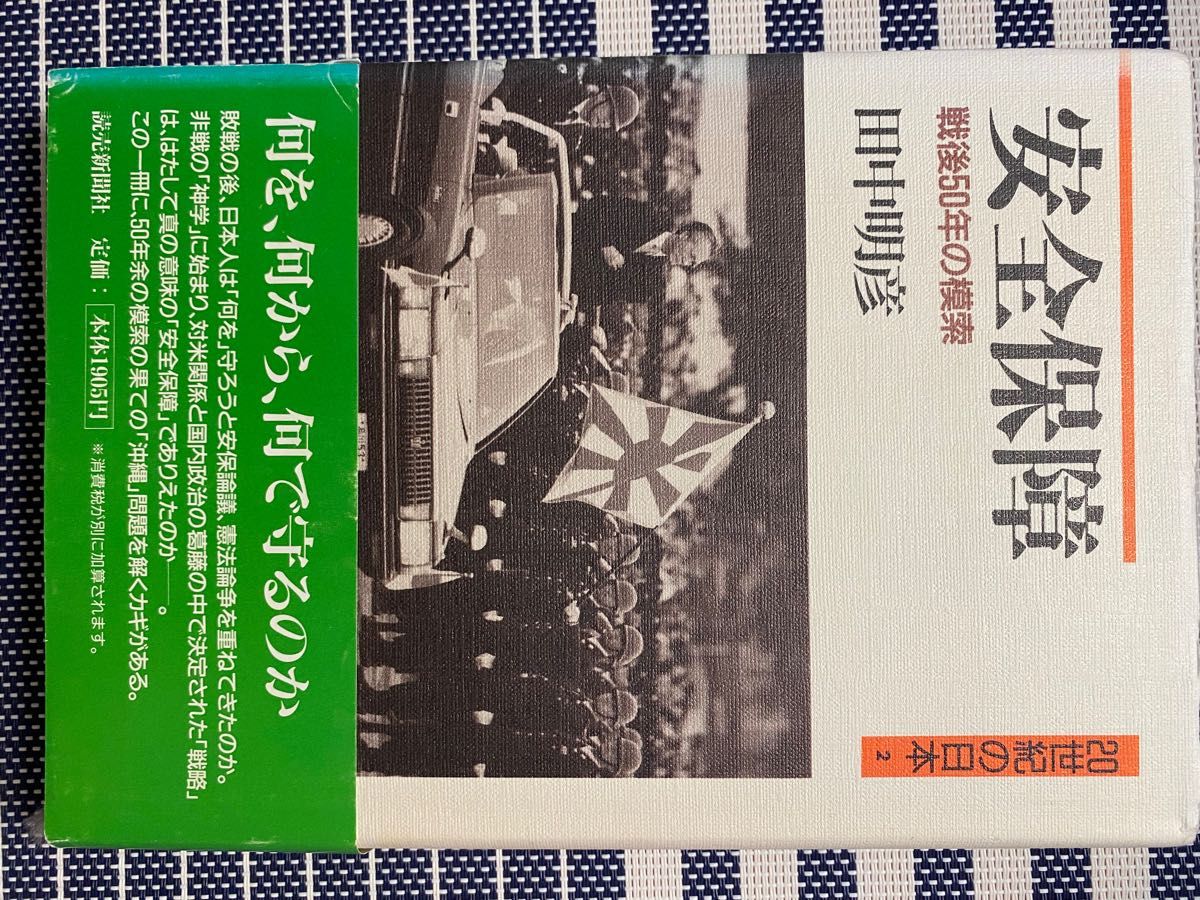 安全保障
戦後50年の模索
田中明彦
20世紀の日本
2
何を、何から、何で守るのか
敗戦の後、日本人は「何を」守ろうと安保論議、憲法論争を重ねてきたのか。
非戦の「神学」に始まり、対米関係と国内政治の葛藤の中で決定された「戦略」
は、はたして真の意味の「安全保障」でありえたのか——。
この一冊に、50年余の模索の果ての「沖縄」問題を解くカギがある。
読売新聞社 定価：本体1905円 ※消費税が別に加算されます。